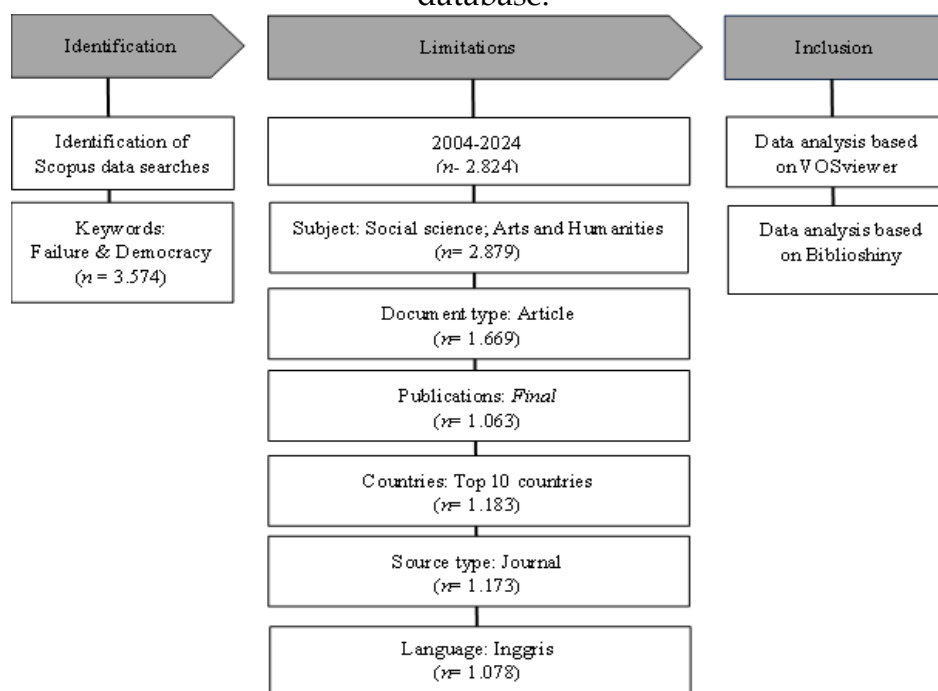 database.
Identification
Limitations
Inclusion
Identification of
Scopus data searches
Keywords:
Failure & Democracy
(n = 3.574)
2004-2024
(n- 2.824)
Subject: Social science; Arts and Humanities
(n= 2.879)
Document type: Article
(n= 1.669)
Publications: Final
(n= 1.063)
Countries: Top 10 countries
(n= 1.183)
Source type: Journal
(n= 1.173)
Language: Inggris
(n= 1.078)
Data analysis based
on VOSviewer
Data analysis based
on Biblioshiny